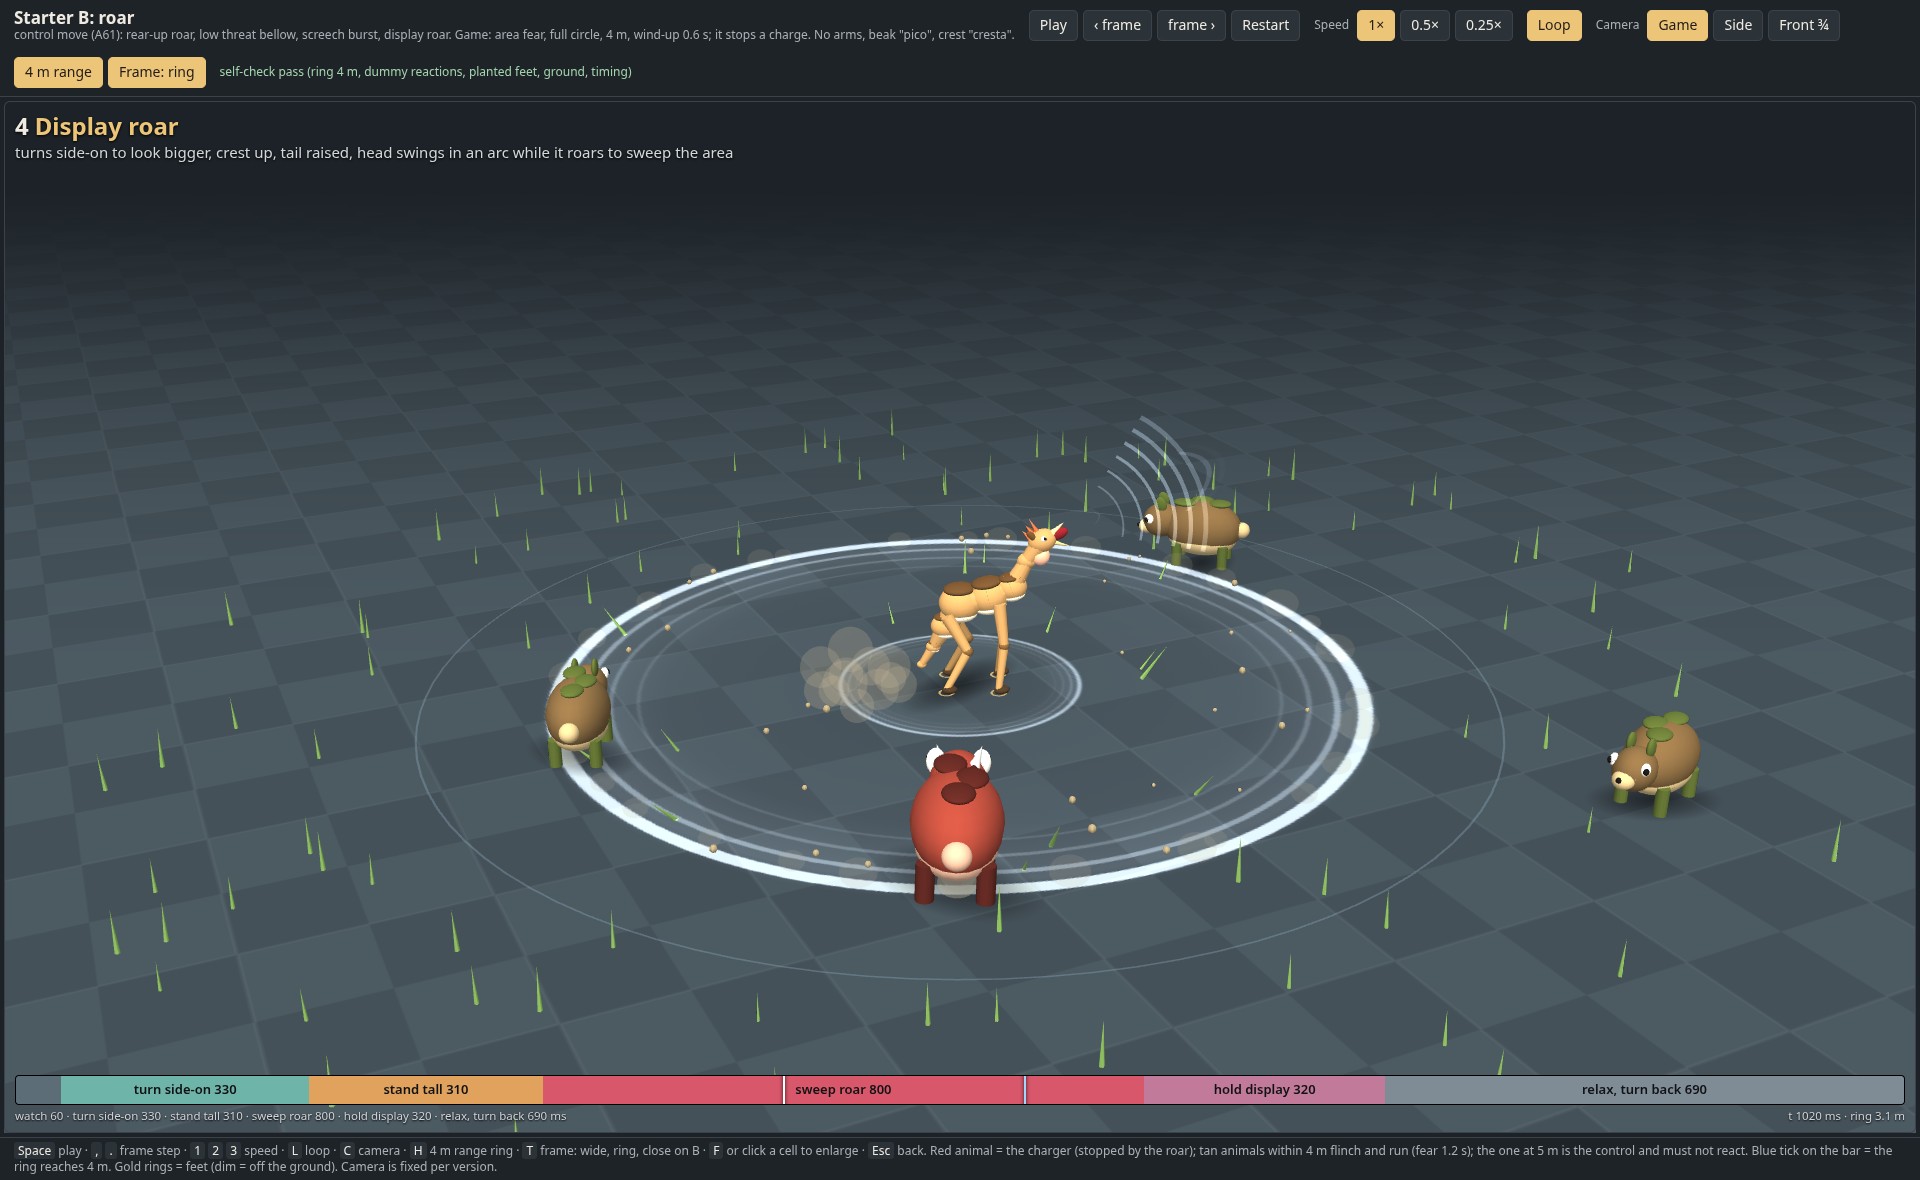 Starter B: roar
control move (A61): rear-up roar, low threat bellow, screech burst, display roar. Game: area fear, full circle, 4 m, wind-up 0.6 s; it stops a charge. No arms, beak "pico", crest "cresta".
Play ‹ frame frame › Restart Speed 1× 0.5× 0.25× Loop Camera Game Side Front ¾
4 m range Frame: ring self-check pass (ring 4 m, dummy reactions, planted feet, ground, timing)
4 Display roar
turns side-on to look bigger, crest up, tail raised, head swings in an arc while it roars to sweep the area
turn side-on 330 stand tall 310 sweep roar 800 hold display 320 relax, turn back 690
watch 60 · turn side-on 330 · stand tall 310 · sweep roar 800 · hold display 320 · relax, turn back 690 ms t 1020 ms · ring 3.1 m
Space play · , . frame step · 1 2 3 speed · L loop · C camera · H 4 m range ring · T frame: wide, ring, close on B · F or click a cell to enlarge · Esc back. Red animal = the charger (stopped by the roar); tan animals within 4 m flinch and run (fear 1.2 s); the one at 5 m is the control and must not react. Blue tick on the bar = the
ring reaches 4 m. Gold rings = feet (dim = off the ground). Camera is fixed per version.